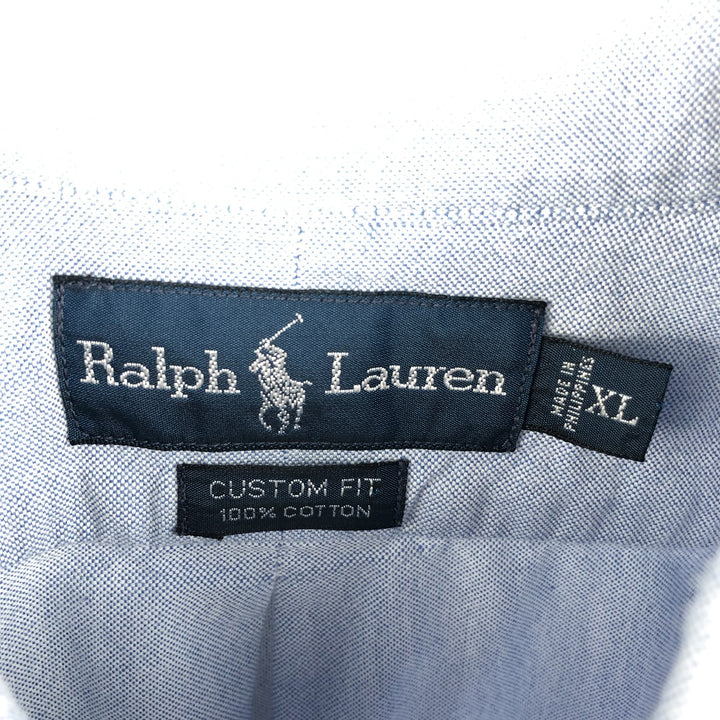 Ralph Lauren
MADE IN
PHILIPPINES
XL
CUSTOM FIT
100% COTTON